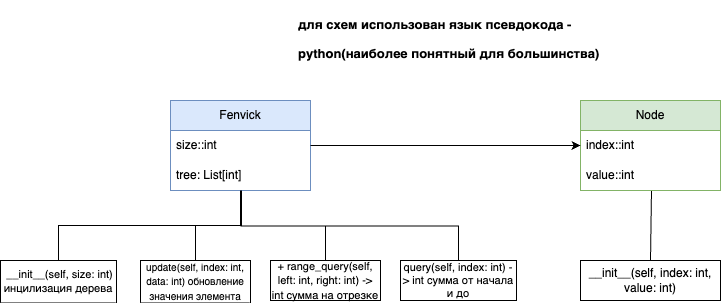 для схем использован язык псевдокода -
python(наиболее понятный для большинства)
Fenvick
Node
size::int
index::int
tree: List[int]
value::int
__init__(self, size: int)
инцилизация дерева
update(self, index: int,
data: int) обновление
значения элемента
+ range_query(self,
left: int, right: int) ->
int сумма на отрезке
query(self, index: int) -
> int сумма от начала
и до
__init__(self, index: int,
value: int)